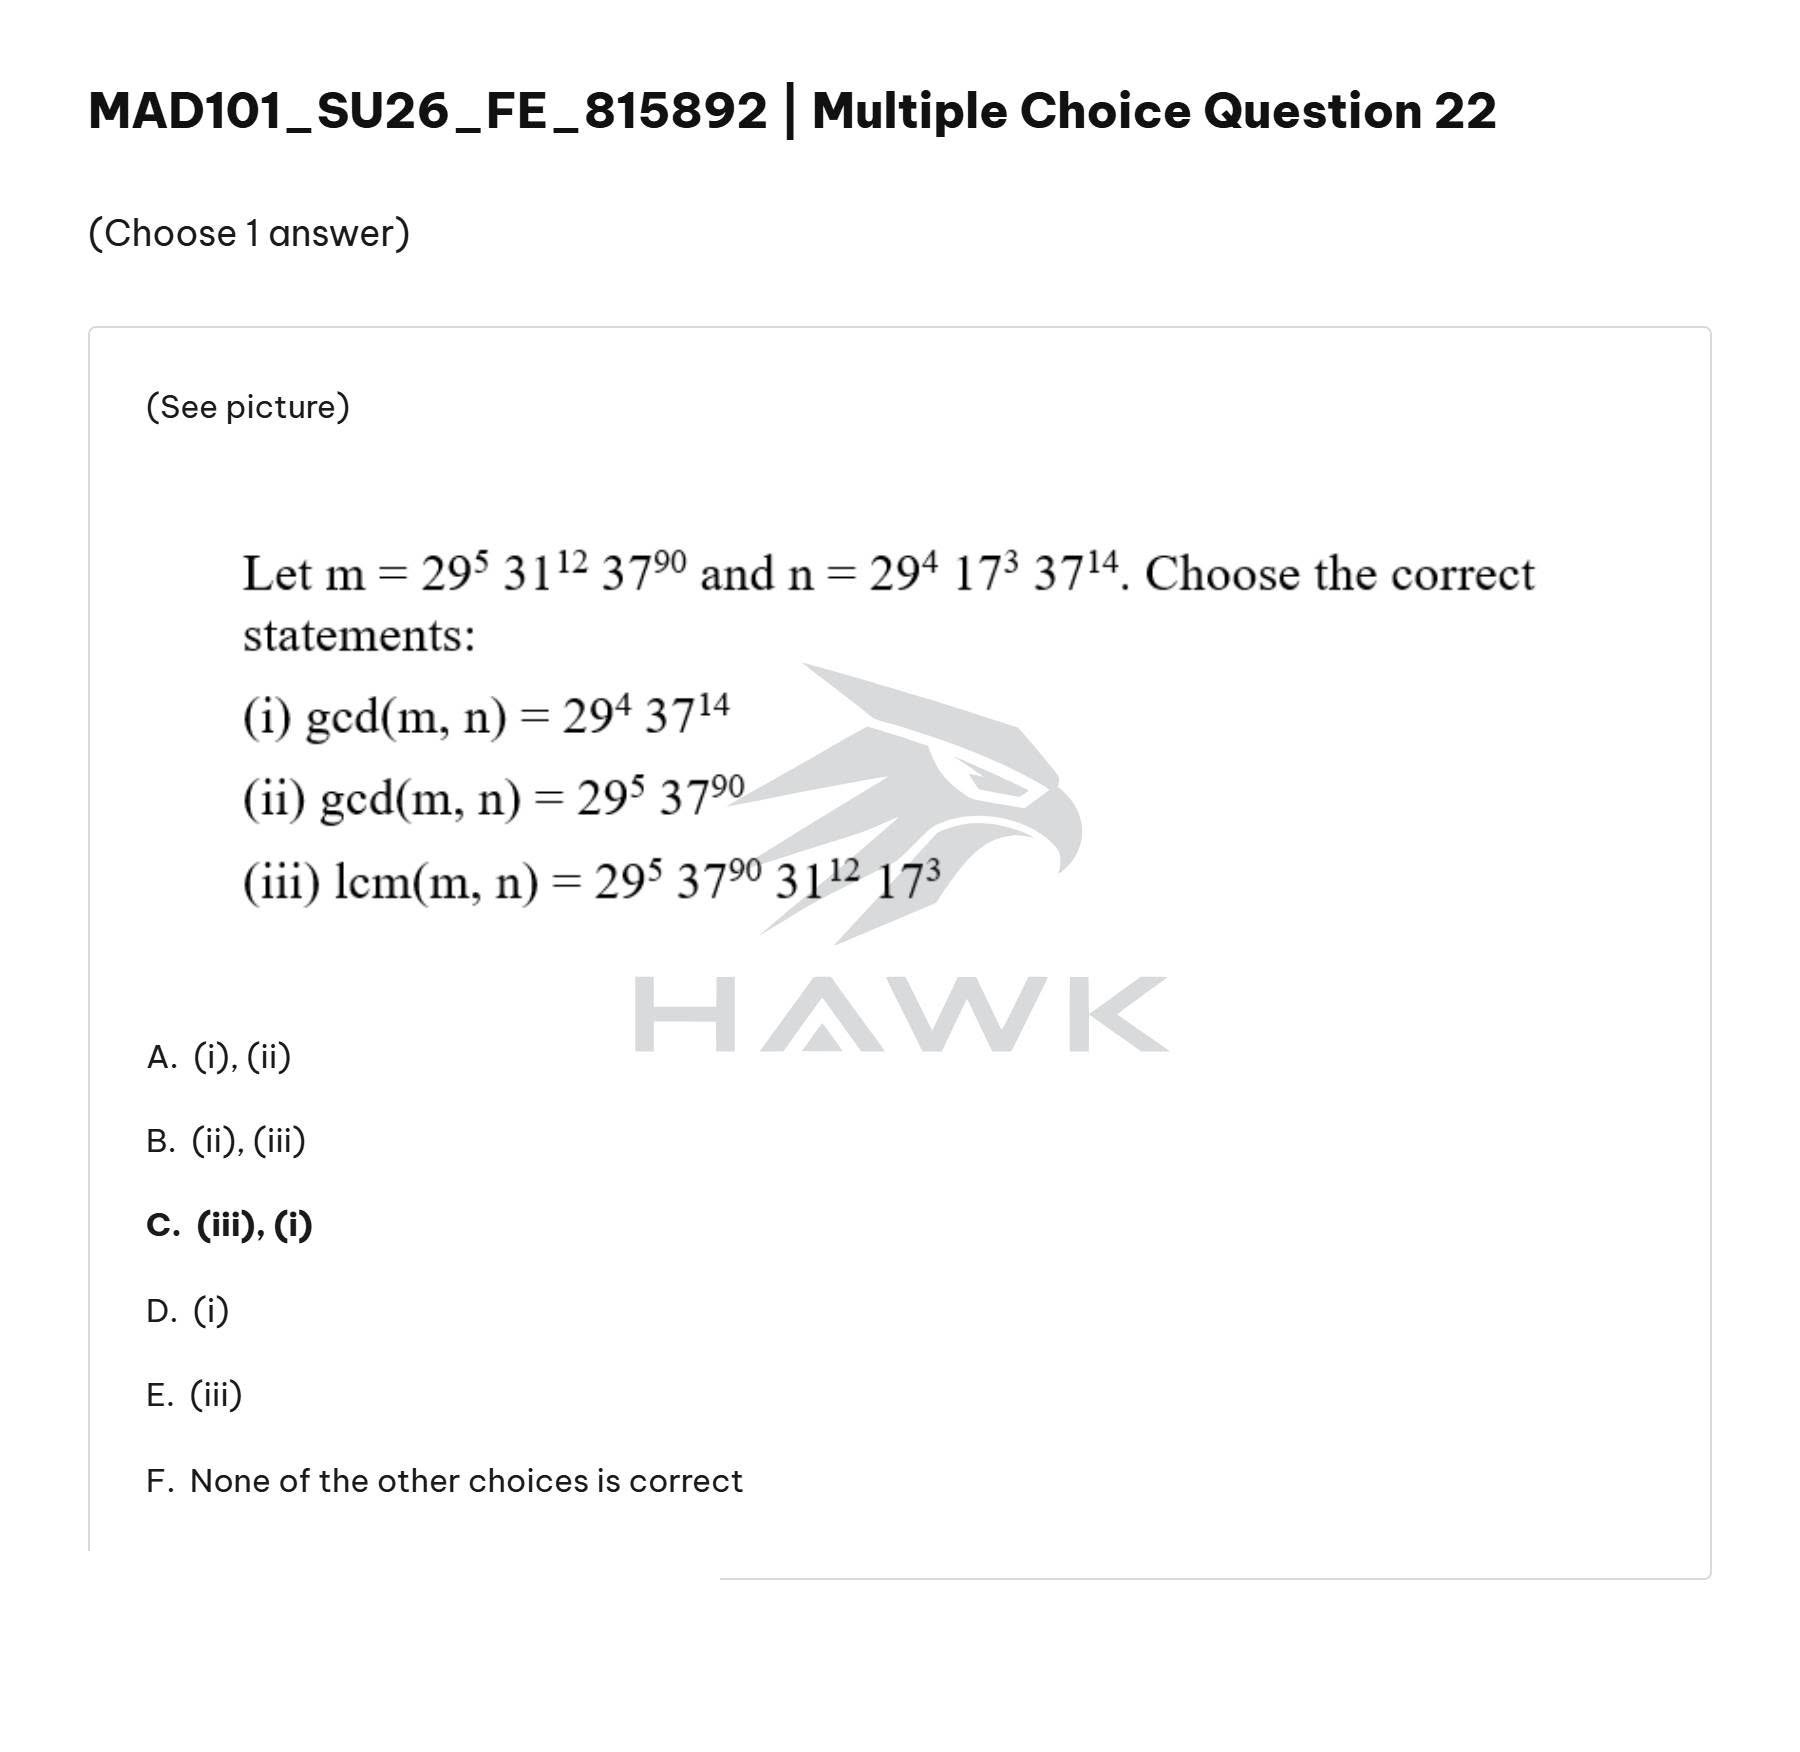 MAD101_SU26_FE_815892 | Multiple Choice Question 22
(Choose 1 answer)
(See picture)
Let m = 29⁵ 31¹² 37⁹⁰ and n = 29⁴ 17³ 37¹⁴. Choose the correct
statements:
(i) gcd(m, n) = 29⁴ 37¹⁴
(ii) gcd(m, n) = 29⁵ 37⁹⁰
(iii) lcm(m, n) = 29⁵ 37⁹⁰ 31¹² 17³
HAWK
A. (i), (ii)
B. (ii), (iii)
C. (iii), (i)
D. (i)
E. (iii)
F. None of the other choices is correct